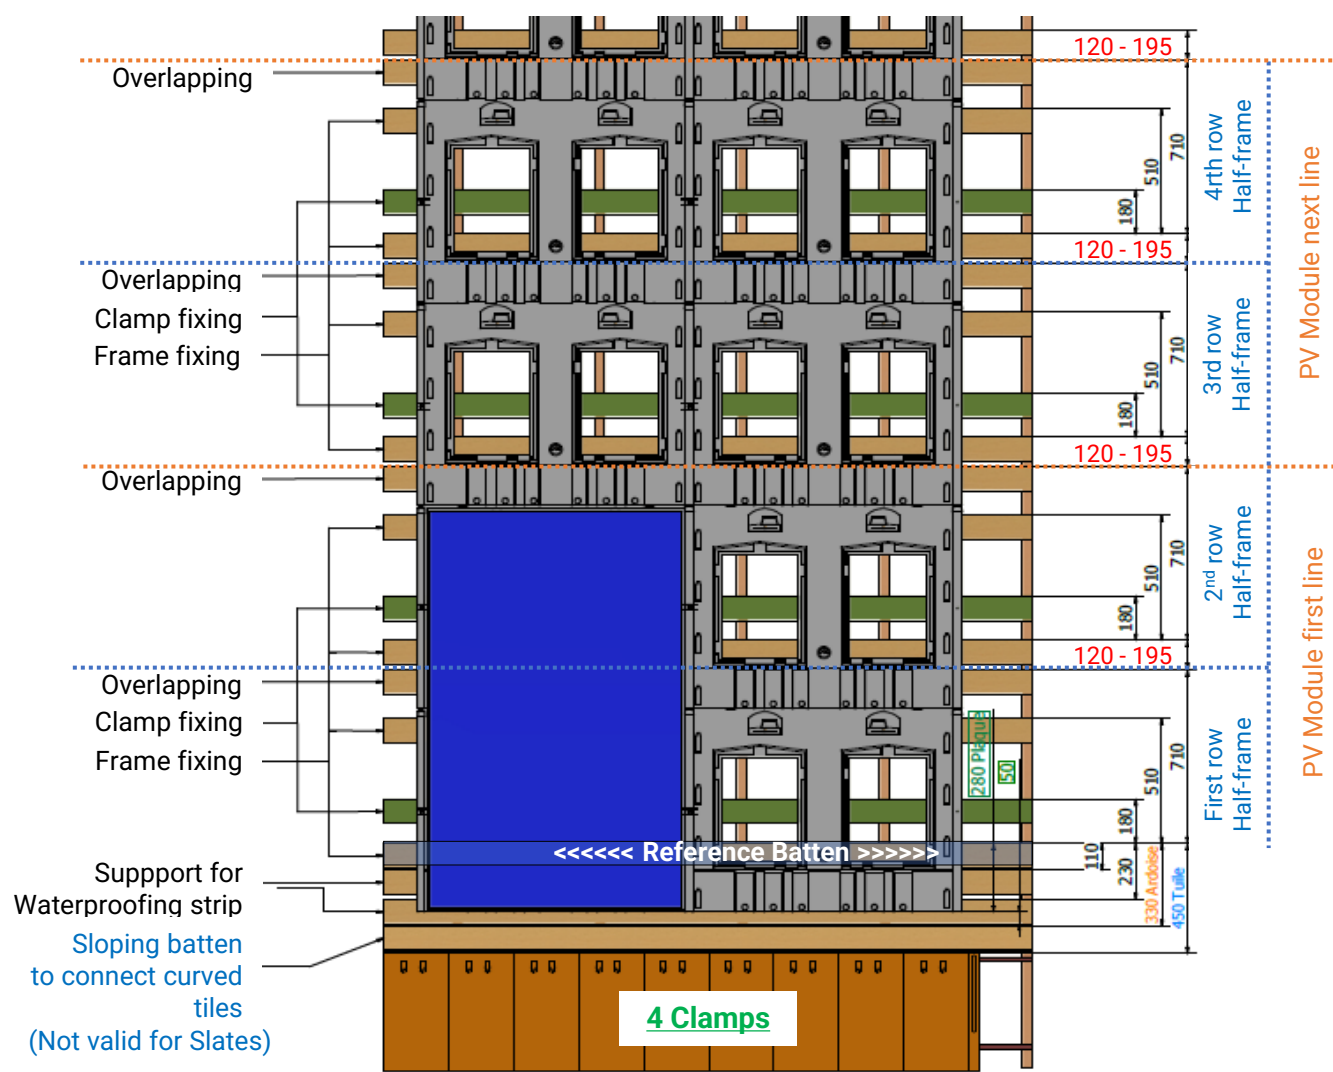 120 - 195
Overlapping
710
510
180
4rth row
Half-frame
PV Module next line
120 - 195
Overlapping
Clamp fixing
Frame fixing
710
510
180
3rd row
Half-frame
120 - 195
Overlapping
710
510
180
2nd row
Half-frame
PV Module first line
120 - 195
Overlapping
Clamp fixing
Frame fixing
280 Plaque
50
710
510
180
First row
Half-frame
<<<<<< Reference Batten >>>>>>
110
230
330 Ardoise
450 Tuile
Suppport for
Waterproofing strip
Sloping batten
to connect curved
tiles
(Not valid for Slates)
4 Clamps